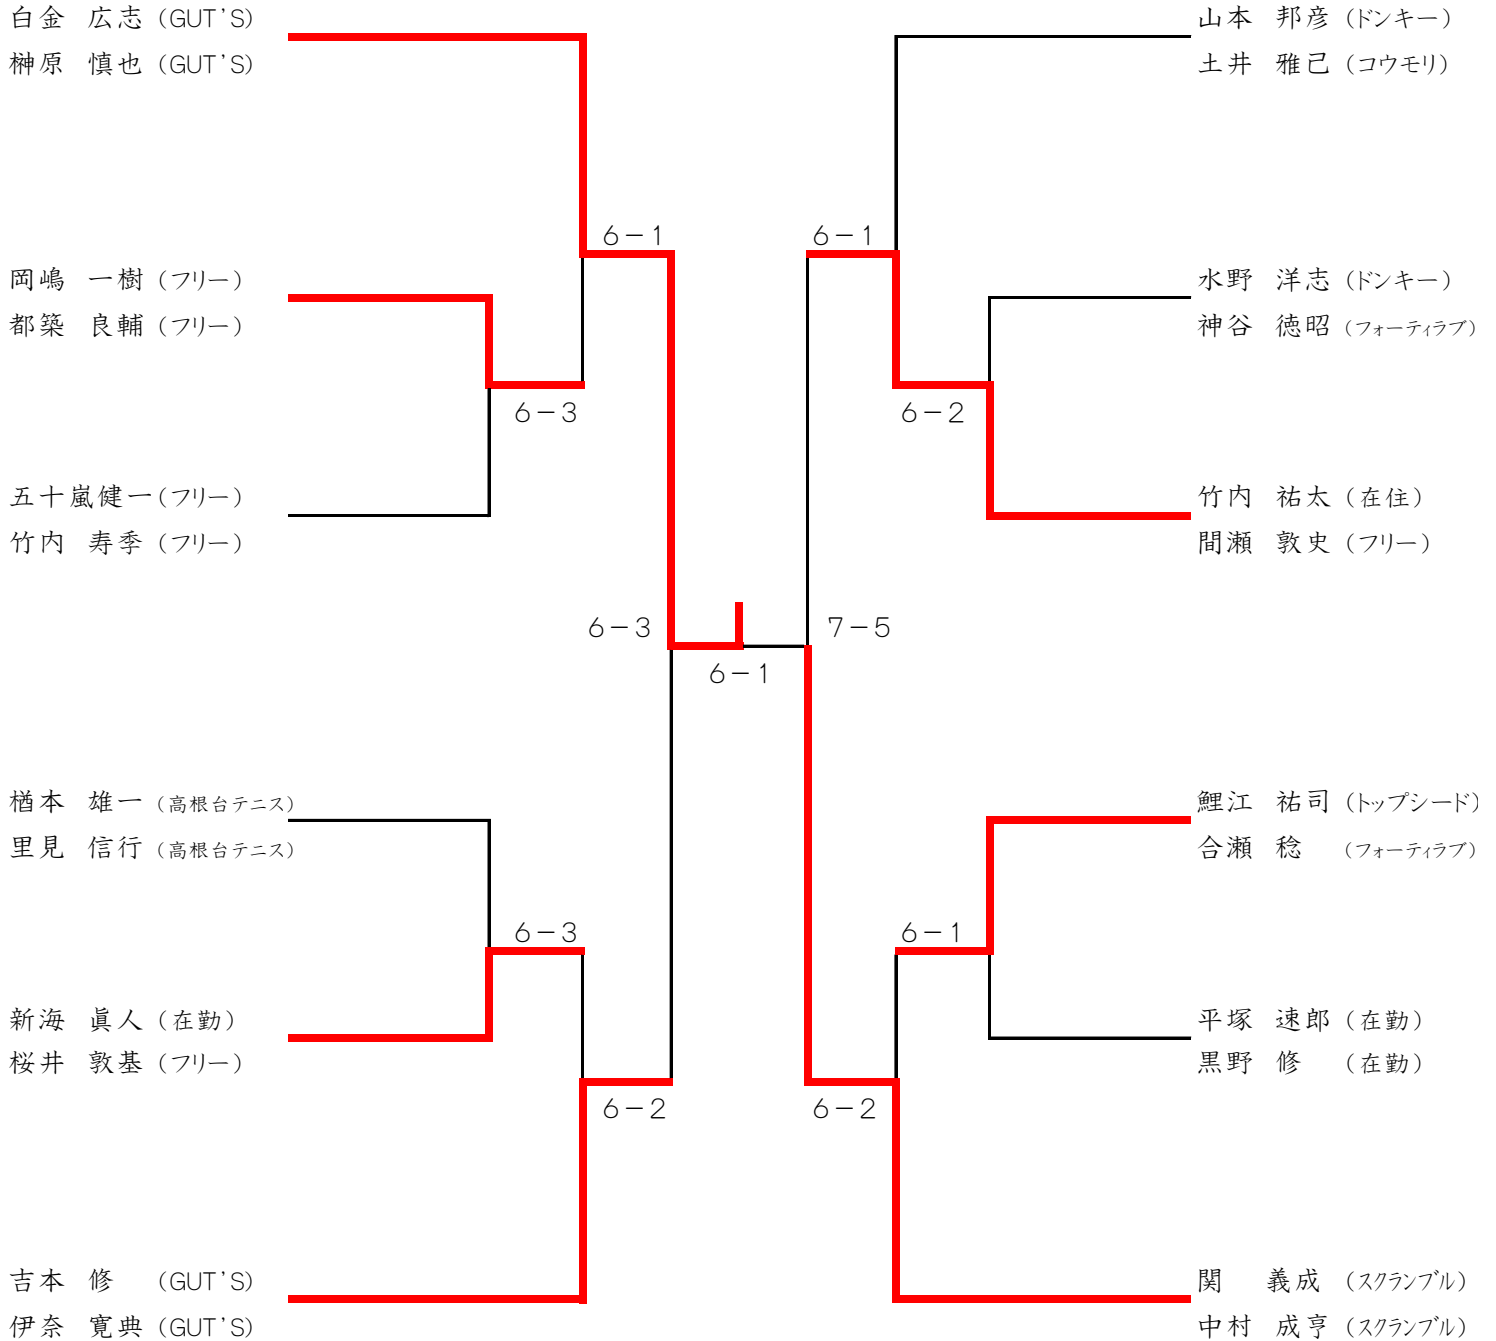 白金 広志 (GUT'S)
榊原 慎也 (GUT'S)
岡嶋 一樹 (フリー)
都築 良輔 (フリー)
五十嵐健一(フリー)
竹内 寿季 (フリー)
楢本 雄一 (高根台テニス)
里見 信行 (高根台テニス)
新海 眞人 (在勤)
桜井 敦基 (フリー)
吉本 修 (GUT'S)
伊奈 寛典 (GUT'S)
6-1
6-3
6-3
6-3
6-2
6-1
6-1
6-2
7-5
6-1
6-2
山本 邦彦 (ドンキー)
土井 雅己 (コウモリ)
水野 洋志 (ドンキー)
神谷 徳昭 (フォーティラブ)
竹内 祐太 (在住)
間瀬 敦史 (フリー)
鯉江 祐司 (トップシード)
合瀬 稔 (フォーティラブ)
平塚 速郎 (在勤)
黒野 修 (在勤)
関 義成 (スクランブル)
中村 成亨 (スクランブル)